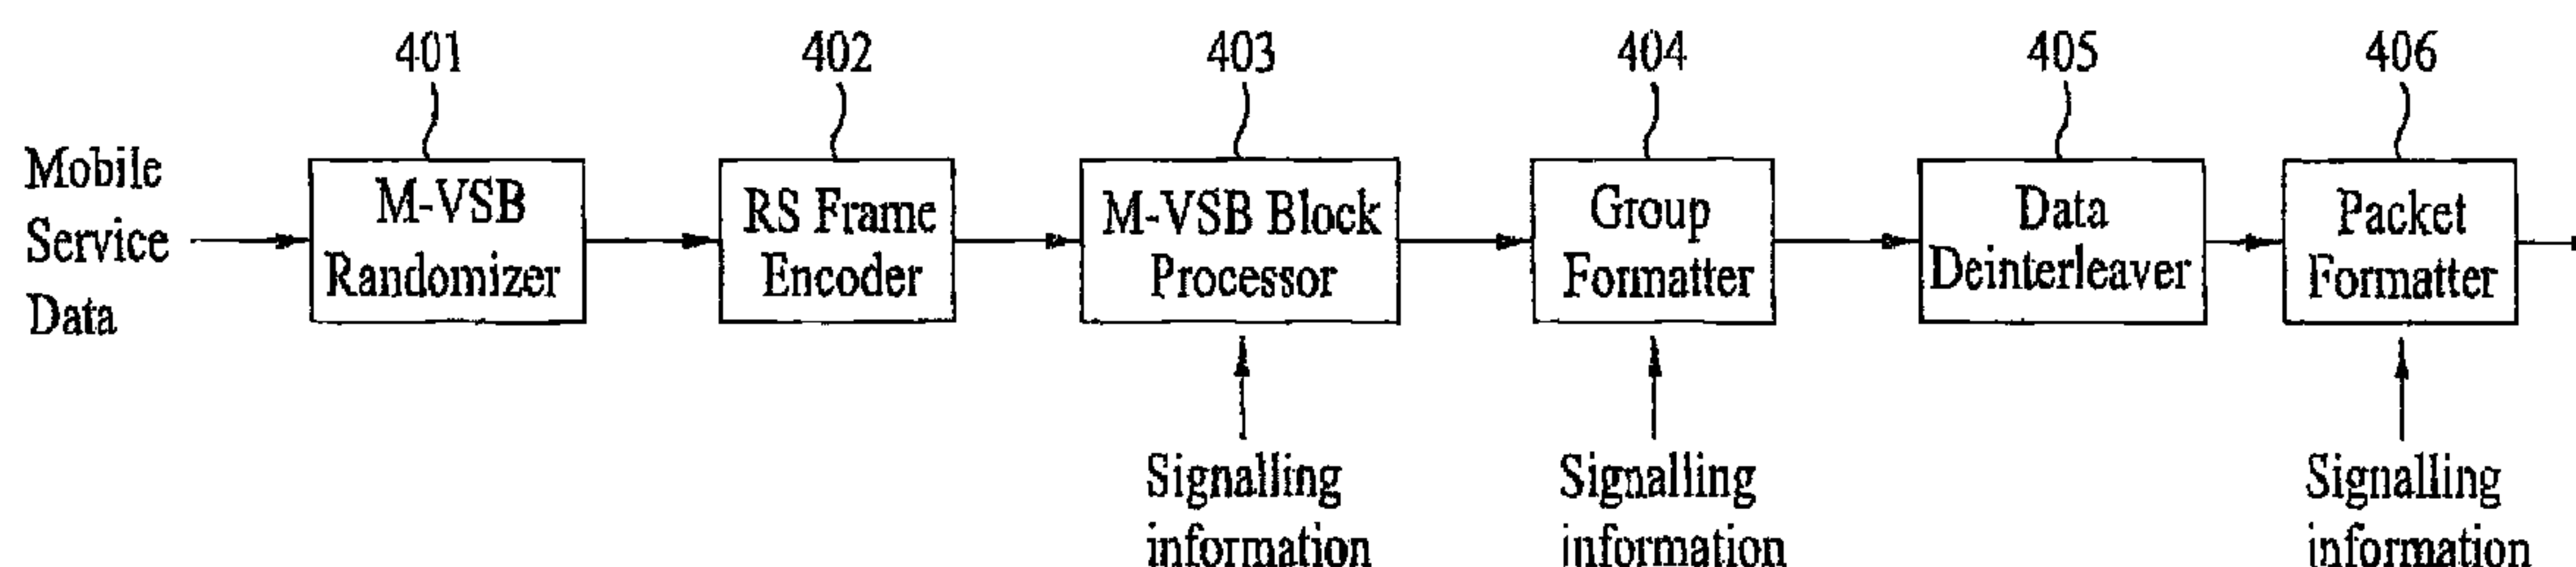 401
402
403
404
405
406
Mobile
Service
Data
M-VSB
Randomizer
RS Frame
Encoder
M-VSB Block
Processor
Group
Formatter
Data
Deinterleaver
Packet
Formatter
Signalling
information
Signalling
information
Signalling
information